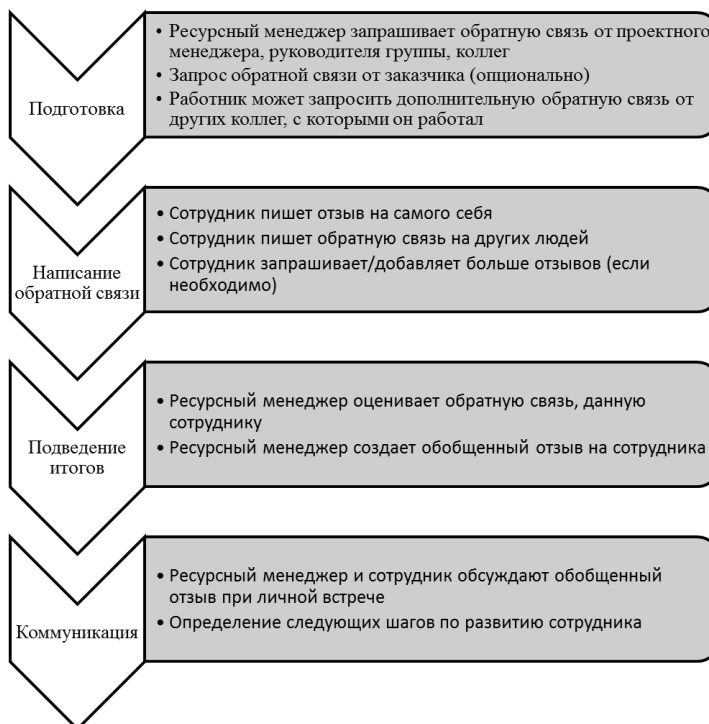 Подготовка
• Ресурсный менеджер запрашивает обратную связь от проектного
менеджера, руководителя группы, коллег
• Запрос обратной связи от заказчика (опционально)
• Работник может запросить дополнительную обратную связь от
других коллег, с которыми он работал
Написание
обратной связи
• Сотрудник пишет отзыв на самого себя
• Сотрудник пишет обратную связь на других людей
• Сотрудник запрашивает/добавляет больше отзывов (если
необходимо)
Подведение
итогов
• Ресурсный менеджер оценивает обратную связь, данную
сотруднику
• Ресурсный менеджер создает обобщенный отзыв на сотрудника
Коммуникация
• Ресурсный менеджер и сотрудник обсуждают обобщенный
отзыв при личной встрече
• Определение следующих шагов по развитию сотрудника